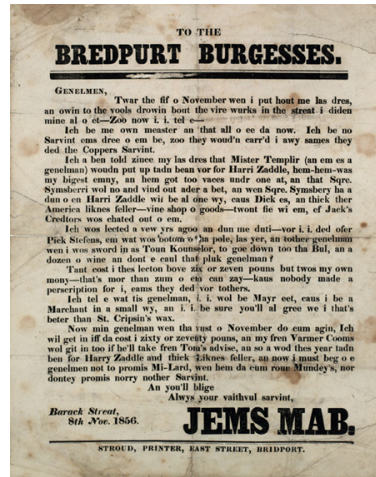 TO THE
BREDPURT BURGESSES.
GENELMEN,
Twar the fif o November wen i put hout me las dres,
an owin to the vools drowin bout the vire wurks in the streat i diden
mine al o et—Zoo now i. i. tel e—
Ich be me own measter an that all o ee da now. Ich be no
Sarvint ems dree o em be, zoo they woud'n carr'd i awy sames they
ded the Coppers Sarvint.
Ich a ben told zince my las dres that Mister Templir (an em es a
genelman) woudn put up tadn bean vor Harri Zaddle, hem-hem-was
my bigest emny, an hem got too vaces undr one at, an that Sqre.
Symsberri wol no and vind out ader a bet, an wen Sqre. Symsbery ha a
dun o en Harri Zaddle wil be al one wy, caus Dick es, an thick ther
America liknes feller—vine shop o goods—twont fie wi em, of Jack's
Creditors wos chated out o em.
Ich wos lected a vew yrs agoo an dun me duti—vor i. i. ded ofer
Pick Stefens, em wat wos botom o' tha pole, las yer, an tother genelman
wen i wos sword in as Toun Kounselor, to goe down too tha Bul, an a
dozen o wine an dont e caul that pluk genelman?
Tant cost i thes lecton bove zix or zeven pounds but twos my own
mony—that's mor than zum o em can zay—kaus nobody made a
perscription for i, eams they ded vor tothers.
Ich tel e wat tis genelman, i. i. wol be Mayr eet, caus i be a
Marchant in a small wy, an i. i. be sure you'll al gree we i that's
beter than St. Cripsin's wax.
Now min genelmen wen tha vust o November do cum agin, Ich
wil get in iff da cost i zixty or zeventy pounds, an my fren Varmer Cooms
wol git in too if he'll take fren Tom's advise, an so a vod thes year tadn
ben for Harri Zaddle and thick liknes feller, an now i must beg o e
genelmen not to promis Mi-Lard, wen hem da cum roun Mundey's, nor
dontey promis norry nother Sarvint.
An you'll blige
Alwys your vaithvul sarvint,
Barack Streat,
8th Nov. 1856.
JEMS MAB.
STROUD, PRINTER, EAST STREET, BRIDPORT.